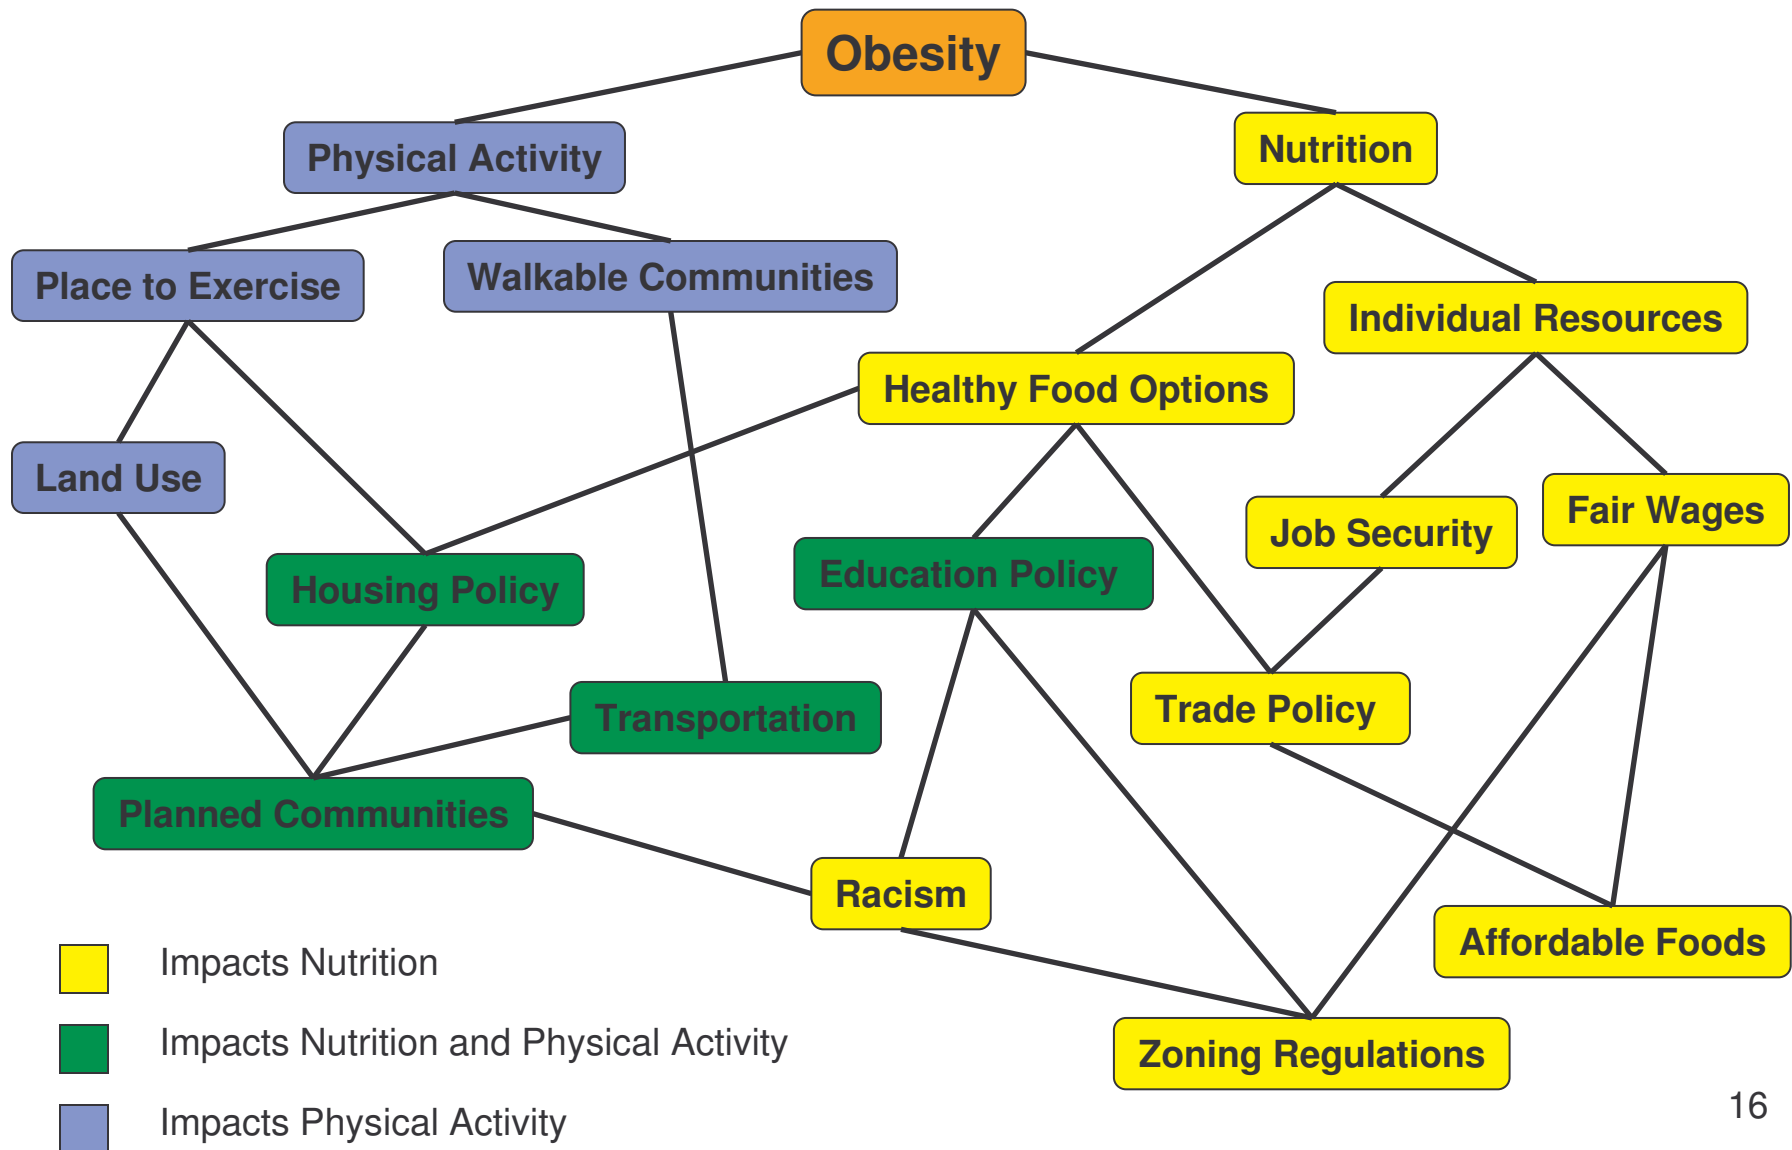 Obesity
Physical Activity
Nutrition
Place to Exercise
Walkable Communities
Individual Resources
Healthy Food Options
Land Use
Job Security
Fair Wages
Housing Policy
Education Policy
Transportation
Trade Policy
Planned Communities
Racism
Affordable Foods
Zoning Regulations
Impacts Nutrition
Impacts Nutrition and Physical Activity
Impacts Physical Activity
16